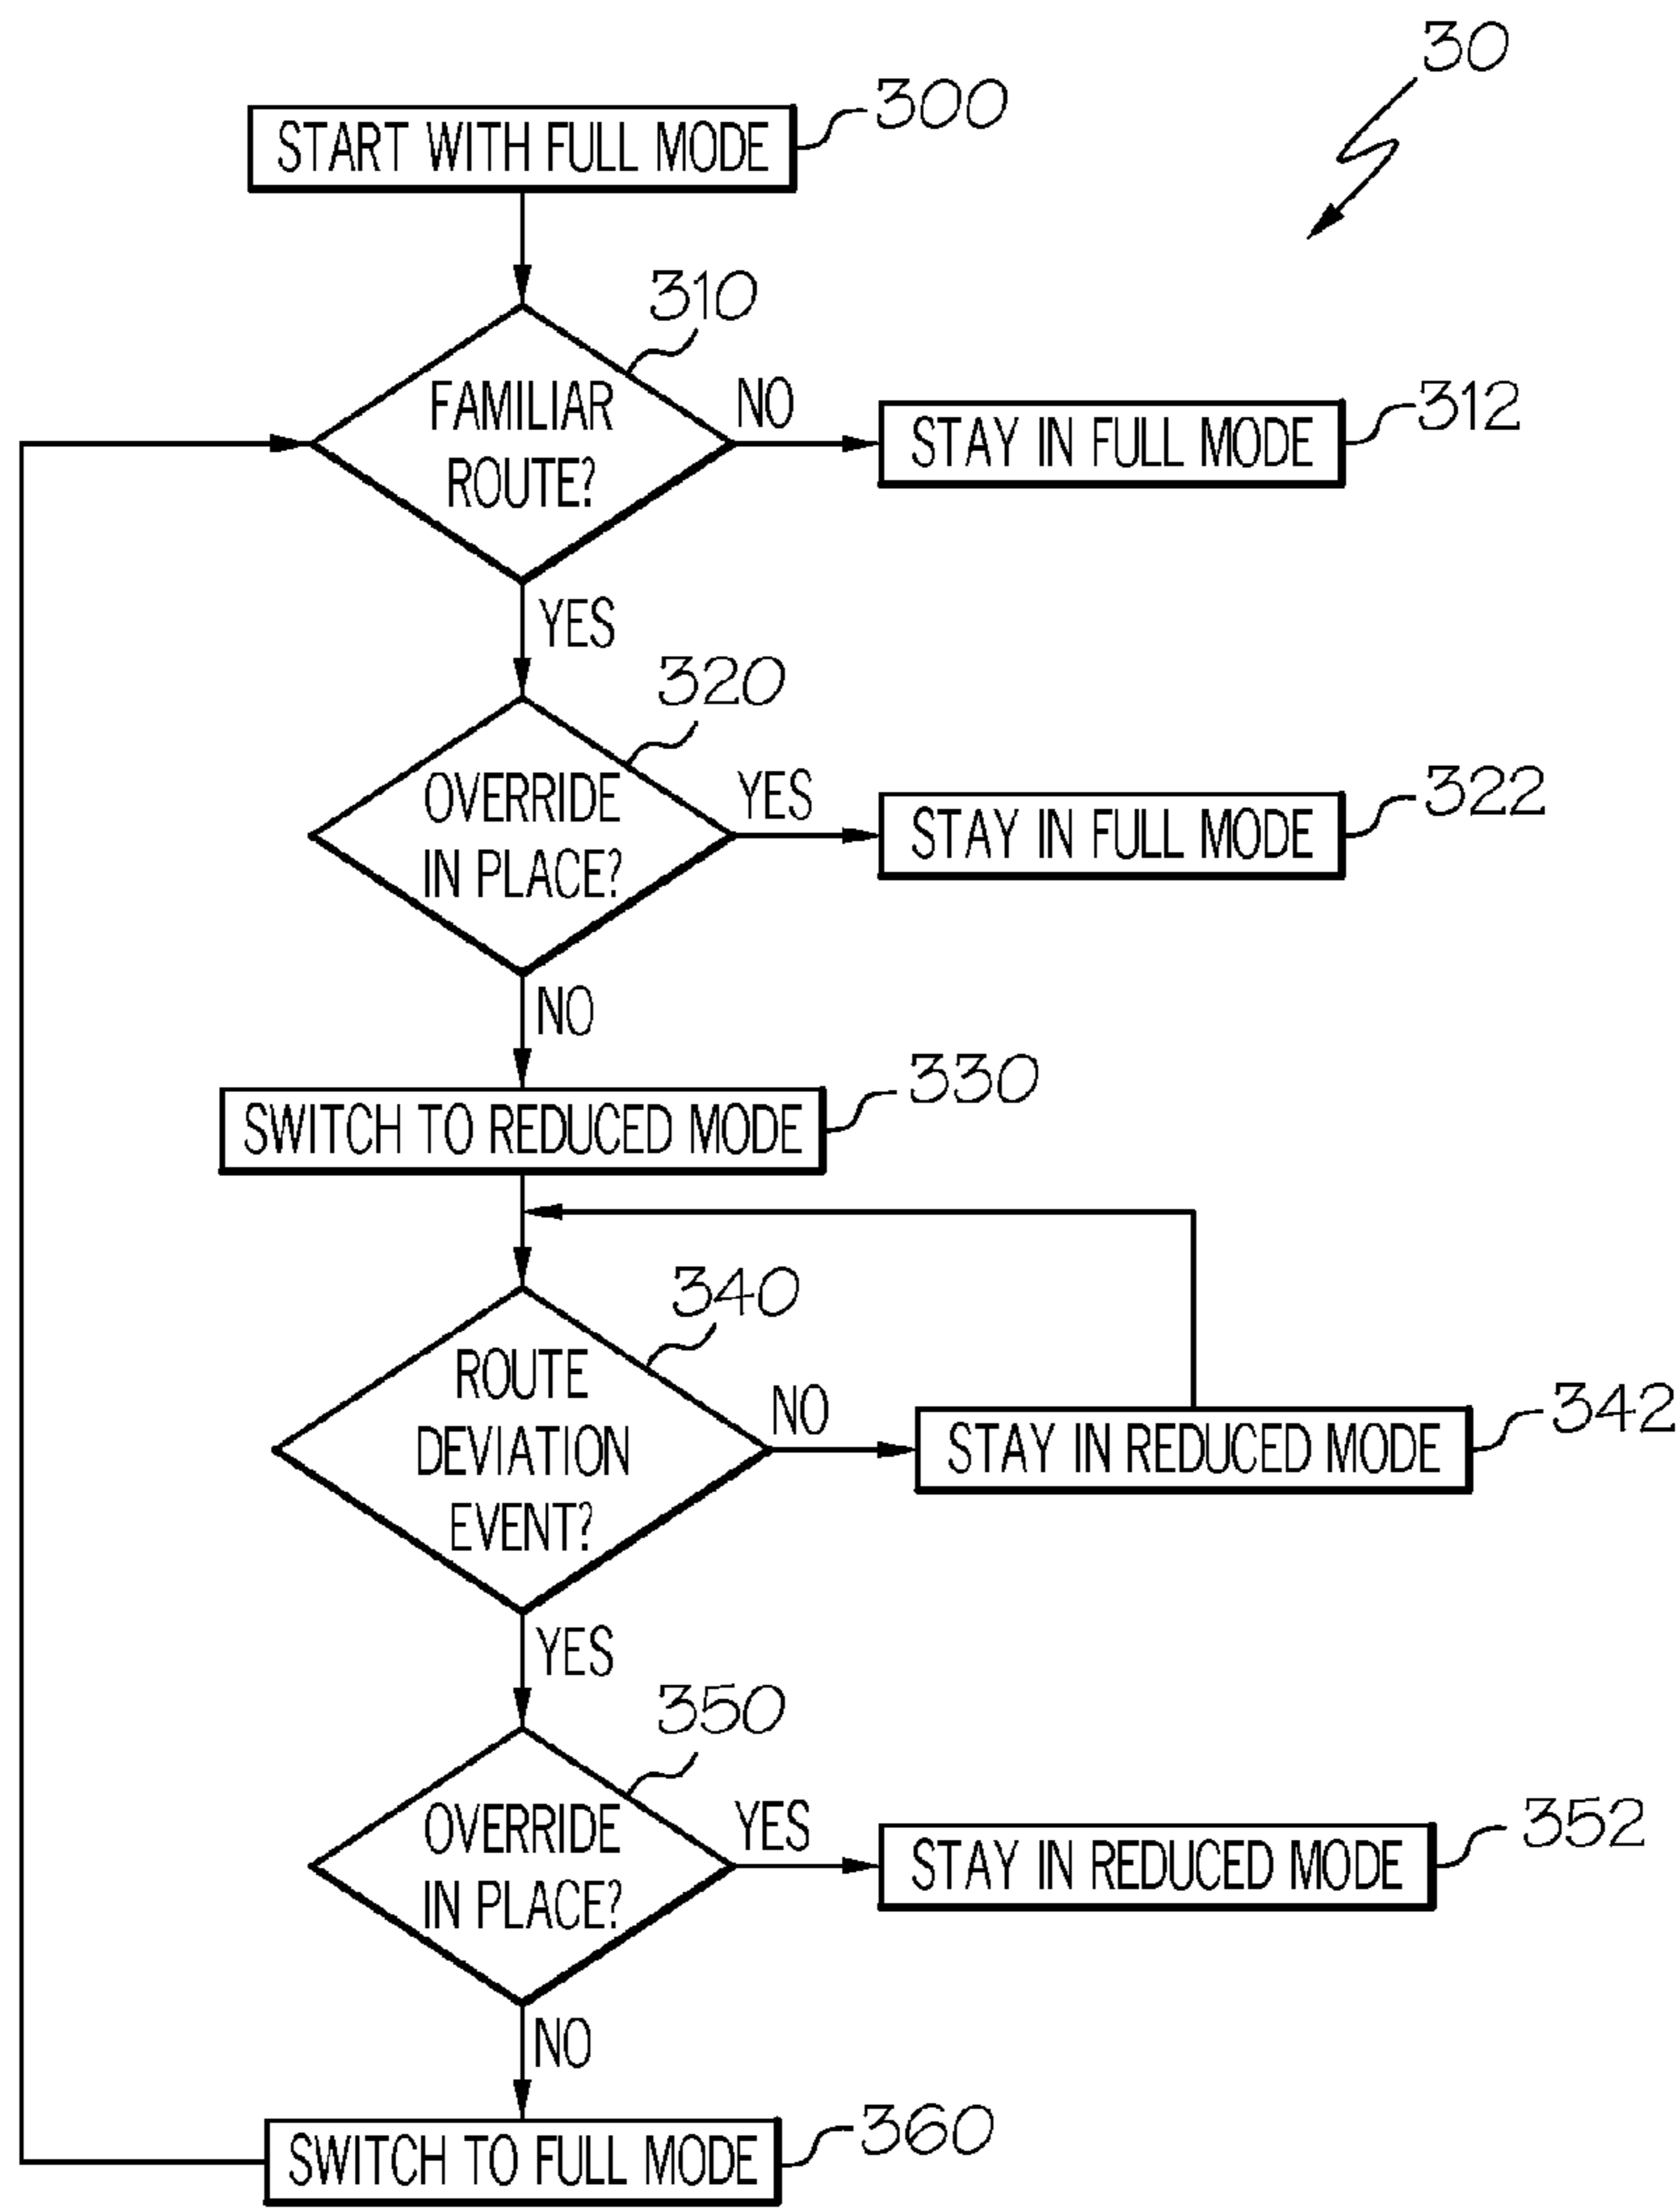 30
START WITH FULL MODE
300
310
FAMILIAR
ROUTE?
NO
STAY IN FULL MODE
312
YES
320
OVERRIDE
IN PLACE?
YES
STAY IN FULL MODE
322
NO
SWITCH TO REDUCED MODE
330
340
ROUTE
DEVIATION
EVENT?
NO
STAY IN REDUCED MODE
342
YES
350
OVERRIDE
IN PLACE?
YES
STAY IN REDUCED MODE
352
NO
SWITCH TO FULL MODE
360